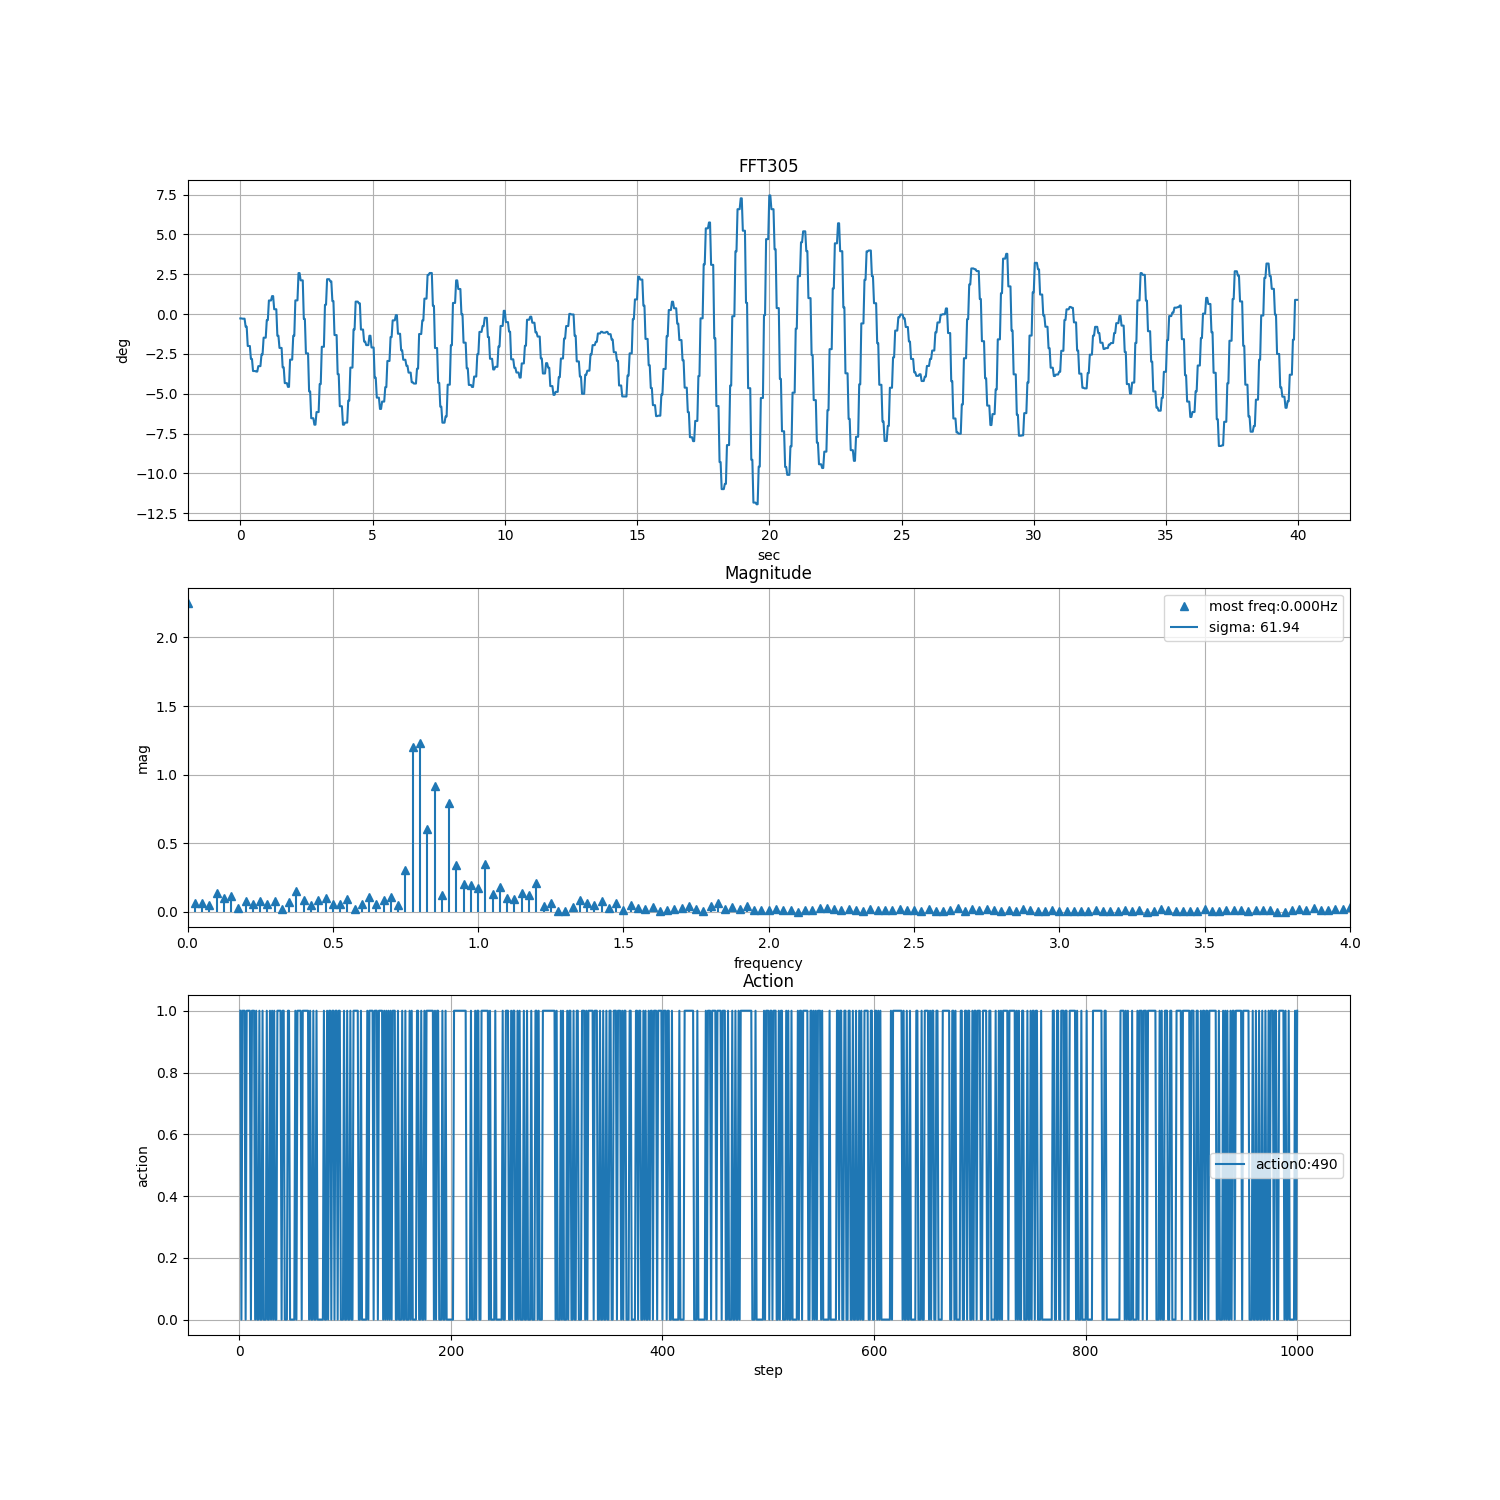 FFT305
7.5
5.0
2.5
0.0
−2.5
−5.0
−7.5
−10.0
−12.5
deg
0 5 10 15 20 25 30 35 40
sec
Magnitude
most freq:0.000Hz
sigma: 61.94
2.0
1.5
1.0
0.5
0.0
mag
0.0 0.5 1.0 1.5 2.0 2.5 3.0 3.5 4.0
frequency
Action
1.0
0.8
0.6
0.4
0.2
0.0
action
action0:490
0 200 400 600 800 1000
step